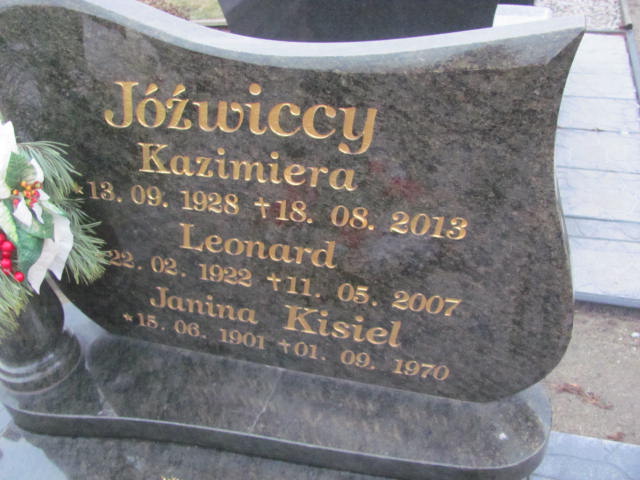 Jóźwiccy
Kazimiera
*13. 09. 1928 †18. 08. 2013
Leonard
22. 02. 1922 †11. 05. 2007
Janina Kisiel
*15. 06. 1901 †01. 09. 1970